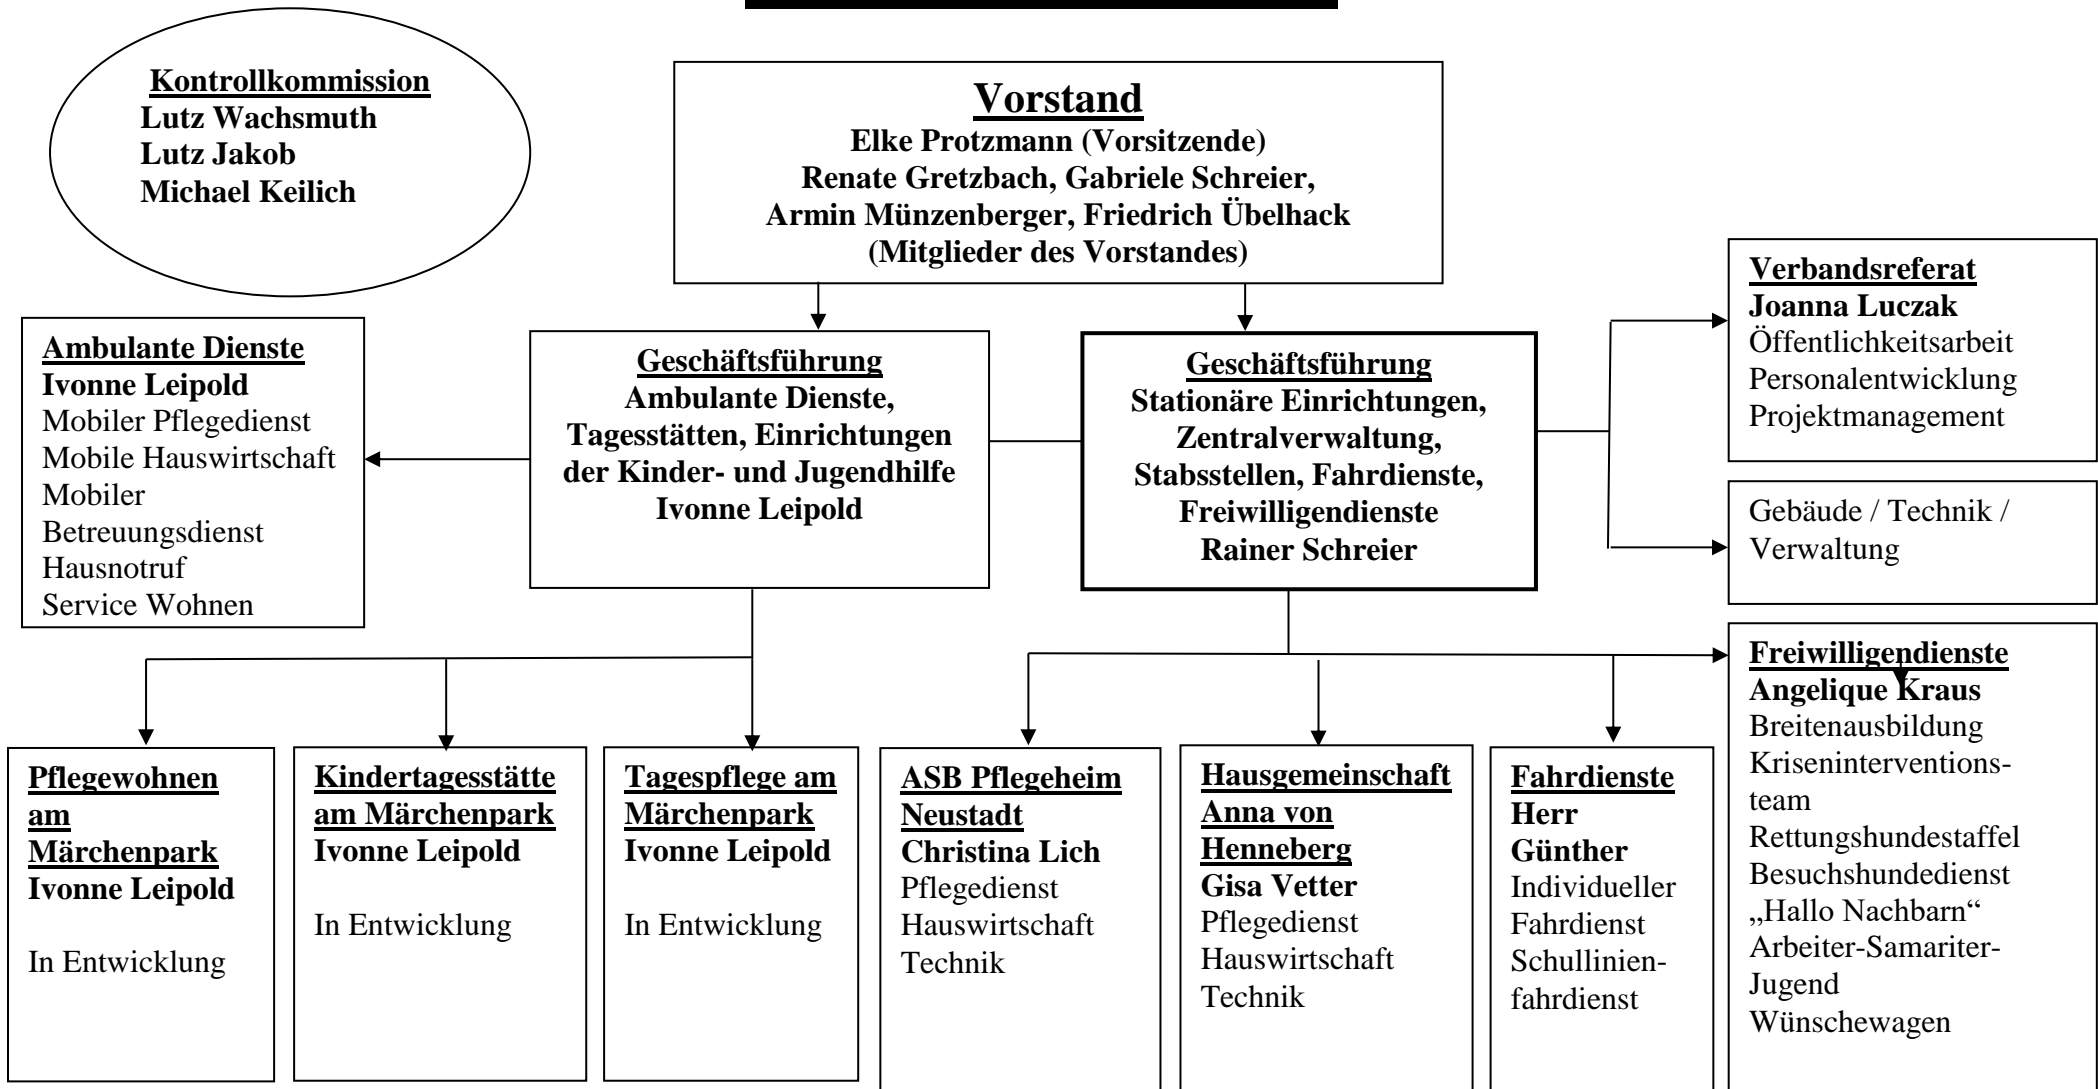 Kontrollkommission
Lutz Wachsmuth
Lutz Jakob
Michael Keilich
Vorstand
Elke Protzmann (Vorsitzende)
Renate Gretzbach, Gabriele Schreier,
Armin Münzenberger, Friedrich Übelhack
(Mitglieder des Vorstandes)
Ambulante Dienste
Ivonne Leipold
Mobiler Pflegedienst
Mobile Hauswirtschaft
Mobiler
Betreuungsdienst
Hausnotruf
Service Wohnen
Geschäftsführung
Ambulante Dienste,
Tagesstätten, Einrichtungen
der Kinder- und Jugendhilfe
Ivonne Leipold
Geschäftsführung
Stationäre Einrichtungen,
Zentralverwaltung,
Stabsstellen, Fahrdienste,
Freiwilligendienste
Rainer Schreier
Verbandsreferat
Joanna Luczak
Öffentlichkeitsarbeit
Personalentwicklung
Projektmanagement
Gebäude / Technik /
Verwaltung
Pflegewohnen
am
Märchenpark
Ivonne Leipold
In Entwicklung
Kindertagesstätte
am Märchenpark
Ivonne Leipold
In Entwicklung
Tagespflege am
Märchenpark
Ivonne Leipold
In Entwicklung
ASB Pflegeheim
Neustadt
Christina Lich
Pflegedienst
Hauswirtschaft
Technik
Hausgemeinschaft
Anna von
Henneberg
Gisa Vetter
Pflegedienst
Hauswirtschaft
Technik
Fahrdienste
Herr
Günther
Individueller
Fahrdienst
Schullinien-
fahrdienst
Freiwilligendienste
Angelique Kraus
Breitenausbildung
Kriseninterventions-
team
Rettungshundestaffel
Besuchshundedienst
„Hallo Nachbarn“
Arbeiter-Samariter-
Jugend
Wünschewagen